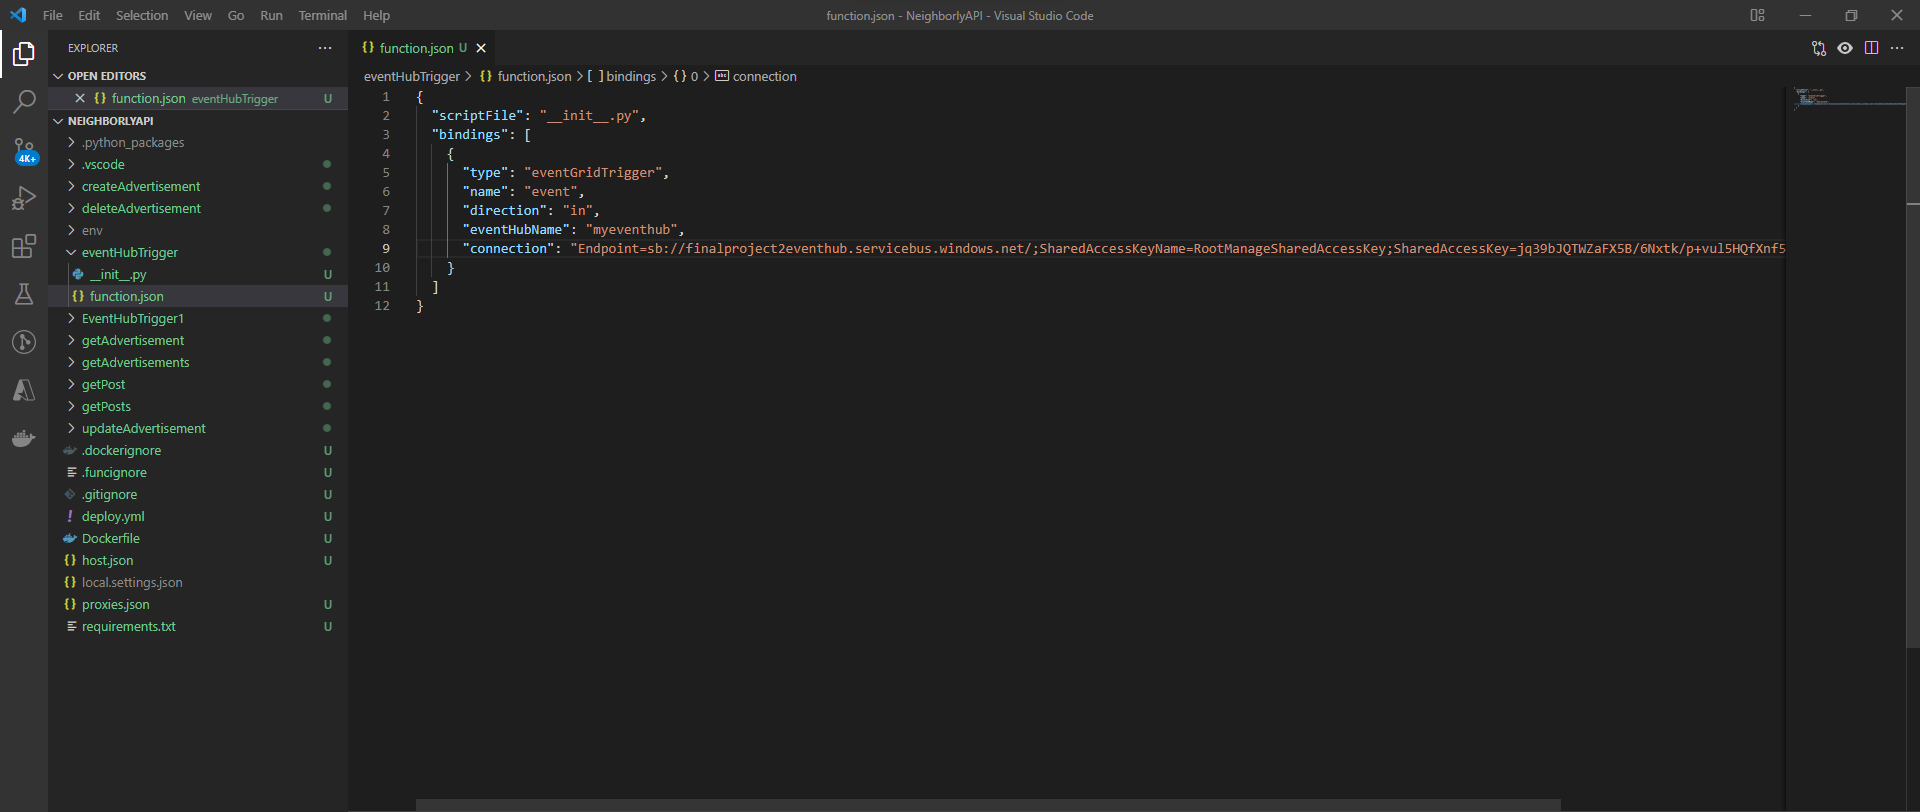 File Edit Selection View Go Run Terminal Help
function.json - NeighborlyAPI - Visual Studio Code
EXPLORER
OPEN EDITORS
function.json eventHubTrigger U
NEIGHBORLYAPI
.python_packages
.vscode
createAdvertisement
deleteAdvertisement
env
eventHubTrigger
__init__.py U
function.json U
EventHubTrigger1
getAdvertisement
getAdvertisements
getPost
getPosts
updateAdvertisement
.dockerignore U
.funcignore U
.gitignore U
deploy.yml U
Dockerfile U
host.json U
local.settings.json
proxies.json U
requirements.txt U
4K+
function.json U
eventHubTrigger > {} function.json > [ ] bindings > {} 0 > connection
1 {
2 "scriptFile": "__init__.py",
3 "bindings": [
4 {
5 "type": "eventGridTrigger",
6 "name": "event",
7 "direction": "in",
8 "eventHubName": "myeventhub",
9 "connection": "Endpoint=sb://finalproject2eventhub.servicebus.windows.net/;SharedAccessKeyName=RootManageSharedAccessKey;SharedAccessKey=jq39bJQTWZaFX5B/6Nxtk/p+vul5HQfXnf5
10 }
11 ]
12 }